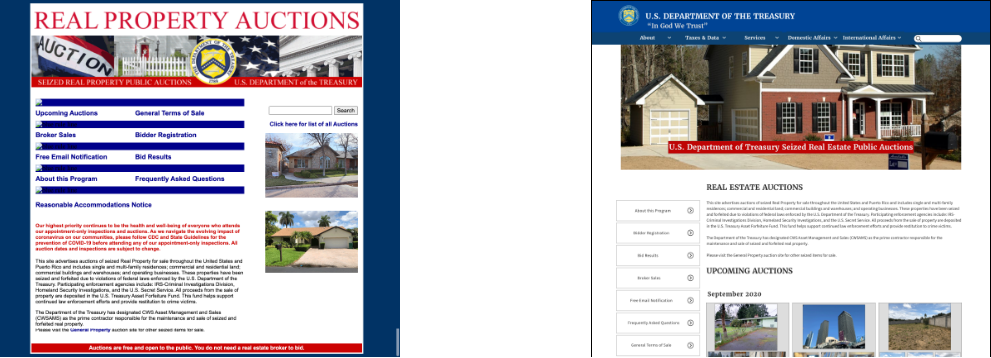 REAL PROPERTY AUCTIONS
AUCTION
SEIZED REAL PROPERTY PUBLIC AUCTIONS
U.S. DEPARTMENT of the TREASURY
Upcoming Auctions
General Terms of Sale
Broker Sales
Bidder Registration
Free Email Notification
Bid Results
About this Program
Frequently Asked Questions
Search
Click here for list of all Auctions
Reasonable Accommodations Notice
Our highest priority continues to be the health and well-being of everyone who attends
our appointment-only inspections and auctions. As we navigate the evolving impact of
coronavirus on our communities, please follow CDC and State Guidelines for the
prevention of COVID-19 before attending any of our appointment-only inspections. All
auction dates and inspections are subject to change.
This site advertises auctions of seized Real Property for sale throughout the United States and
Puerto Rico and includes single and multi-family residences; commercial and residential land;
commercial buildings and warehouses; and operating businesses. These properties have been
seized and forfeited due to violations of federal laws enforced by the U.S. Department of the
Treasury. Participating enforcement agencies include: IRS-Criminal Investigations Division,
Homeland Security Investigations, and the U.S. Secret Service. All proceeds from the sale of
property are deposited in the U.S. Treasury Asset Forfeiture Fund. This fund helps support
continued law enforcement efforts and provide restitution to crime victims.
The Department of the Treasury has designated CWS Asset Management and Sales
(CWSAMS) as the prime contractor responsible for the maintenance and sale of seized and
forfeited real property.
Please visit the General Property auction site for other seized items for sale.
Auctions are free and open to the public. You do not need a real estate broker to bid.
U.S. DEPARTMENT OF THE TREASURY
"In God We Trust"
About
Taxes & Data
Services
Domestic Affairs
International Affairs
U.S. Department of Treasury Seized Real Estate Public Auctions
REAL ESTATE AUCTIONS
This site advertises auctions of seized Real Property for sale throughout the United States and Puerto Rico and includes single and multi-family
residences; commercial and residential land; commercial buildings and warehouses; and operating businesses. These properties have been seized
and forfeited due to violations of federal laws enforced by the U.S. Department of the Treasury. Participating enforcement agencies include: IRS-
Criminal Investigations Division, Homeland Security Investigations, and the U.S. Secret Service. All proceeds from the sale of property are deposited
in the U.S. Treasury Asset Forfeiture Fund. This fund helps support continued law enforcement efforts and provide restitution to crime victims.
The Department of the Treasury has designated CWS Asset Management and Sales (CWSAMS) as the prime contractor responsible for the
maintenance and sale of seized and forfeited real property.
Please visit the General Property auction site for other seized items for sale.
About this Program
Bidder Registration
Bid Results
Broker Sales
Free Email Notification
Frequently Asked Questions
General Terms of Sale
UPCOMING AUCTIONS
September 2020